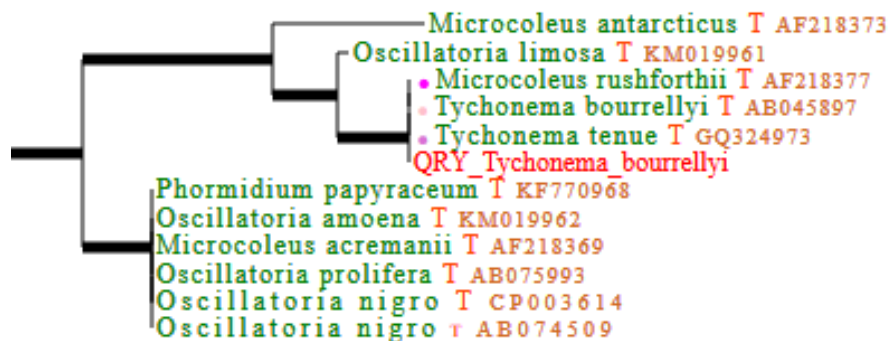 Microcoleus antarcticus T AF218373
Oscillatoria limosa T KM019961
Microcoleus rushforthii T AF218377
Tychonema bourrellyi T AB045897
Tychonema tenue T GQ324973
QRY_Tychonema_bourrellyi
Phormidium papyraceum T KF770968
Oscillatoria amoena T KM019962
Microcoleus acremanii T AF218369
Oscillatoria prolifera T AB075993
Oscillatoria nigro T CP003614
Oscillatoria nigro T AB074509